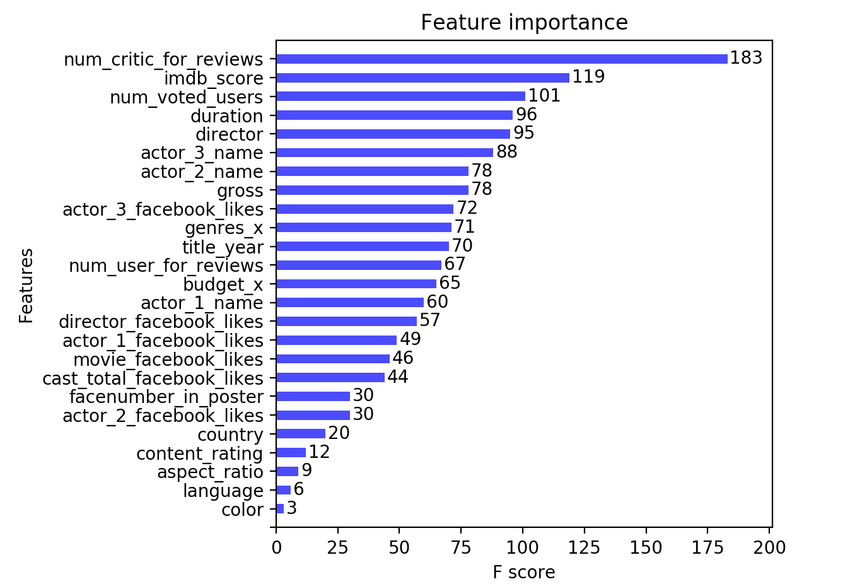 Feature importance
num_critic_for_reviews 183
imdb_score 119
num_voted_users 101
duration 96
director 95
actor_3_name 88
actor_2_name 78
gross 78
actor_3_facebook_likes 72
genres_x 71
title_year 70
num_user_for_reviews 67
budget_x 65
actor_1_name 60
director_facebook_likes 57
actor_1_facebook_likes 49
movie_facebook_likes 46
cast_total_facebook_likes 44
facenumber_in_poster 30
actor_2_facebook_likes 30
country 20
content_rating 12
aspect_ratio 9
language 6
color 3
Features
0 25 50 75 100 125 150 175 200
F score